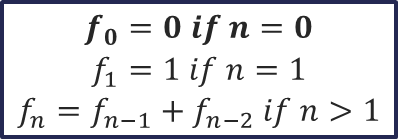 f₀ = 0 if n = 0
f₁ = 1 if n = 1
fₙ = fₙ₋₁ + fₙ₋₂ if n > 1